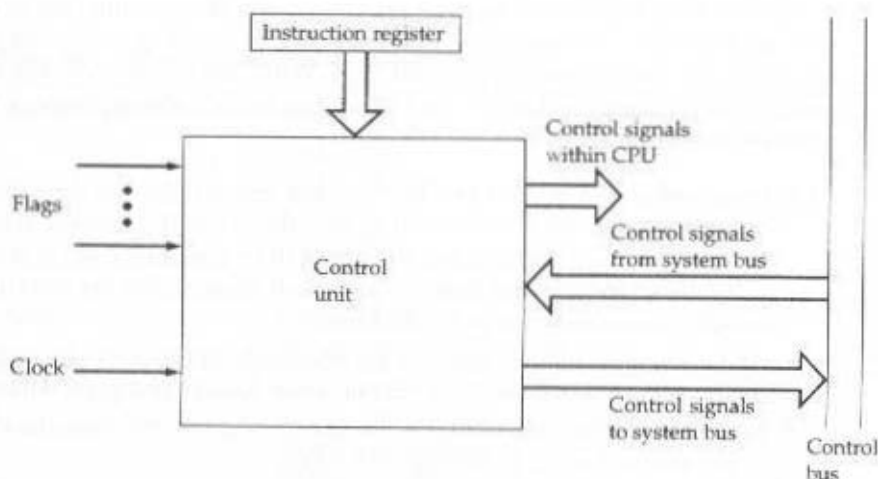 Instruction register
Control signals
within CPU
Flags
Control signals
from system bus
Control
unit
Clock
Control signals
to system bus
Control
bus